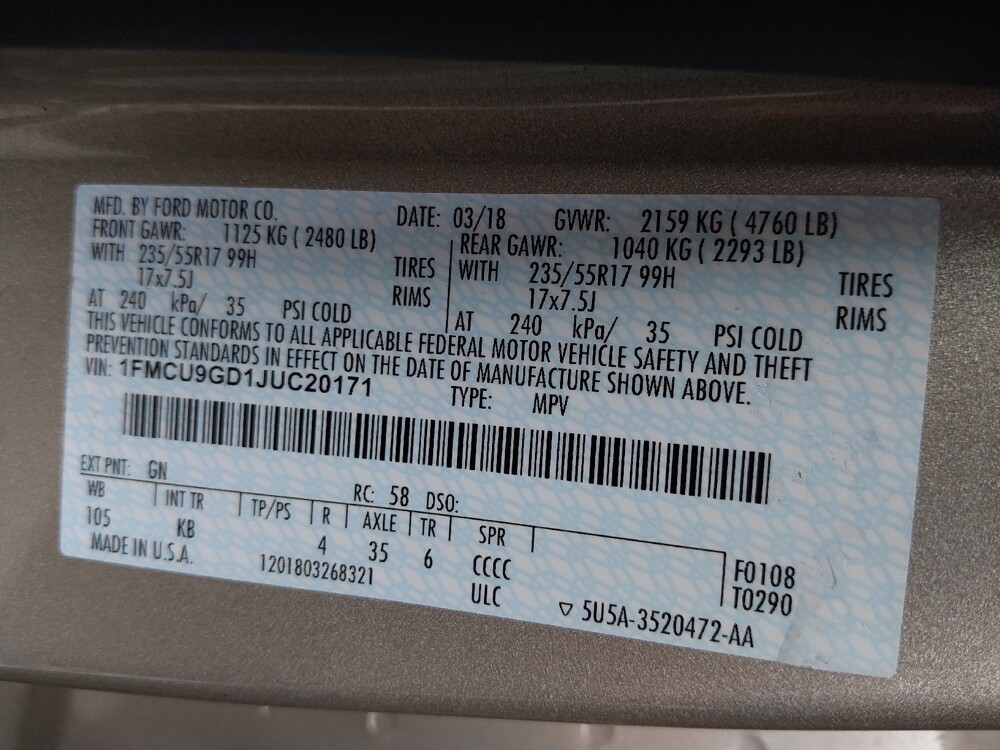 MFD. BY FORD MOTOR CO. DATE: 03/18 GVWR: 2159 KG ( 4760 LB)
FRONT GAWR: 1125 KG ( 2480 LB) REAR GAWR: 1040 KG ( 2293 LB)
WITH 235/55R17 99H TIRES WITH 235/55R17 99H TIRES
17x7.5J RIMS 17x7.5J RIMS
AT 240 kPa/ 35 PSI COLD AT 240 kPa/ 35 PSI COLD
THIS VEHICLE CONFORMS TO ALL APPLICABLE FEDERAL MOTOR VEHICLE SAFETY AND THEFT
PREVENTION STANDARDS IN EFFECT ON THE DATE OF MANUFACTURE SHOWN ABOVE.
VIN: 1FMCU9GD1JUC20171 TYPE: MPV
EXT PNT: GN RC: 58 DSO:
WB INT TR TP/PS R AXLE TR SPR
105 KB 4 35 6 CCCC F0108
MADE IN U.S.A. 1201803268321 ULC T0290
▽ 5U5A-3520472-AA